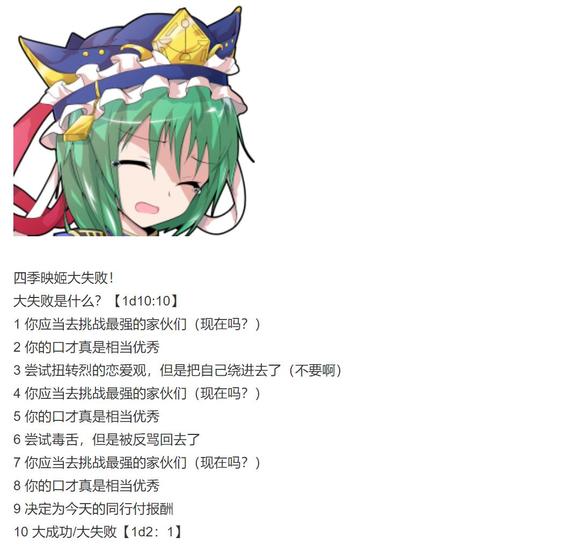 四季映姬大失败！
大失败是什么？【1d10:10】
1 你应当去挑战最强的家伙们（现在吗？）
2 你的口才真是相当优秀
3 尝试扭转烈的恋爱观，但是把自己绕进去了（不要啊）
4 你应当去挑战最强的家伙们（现在吗？）
5 你的口才真是相当优秀
6 尝试毒舌，但是被反骂回去了
7 你应当去挑战最强的家伙们（现在吗？）
8 你的口才真是相当优秀
9 决定为今天的同行付报酬
10 大成功/大失败【1d2：1】